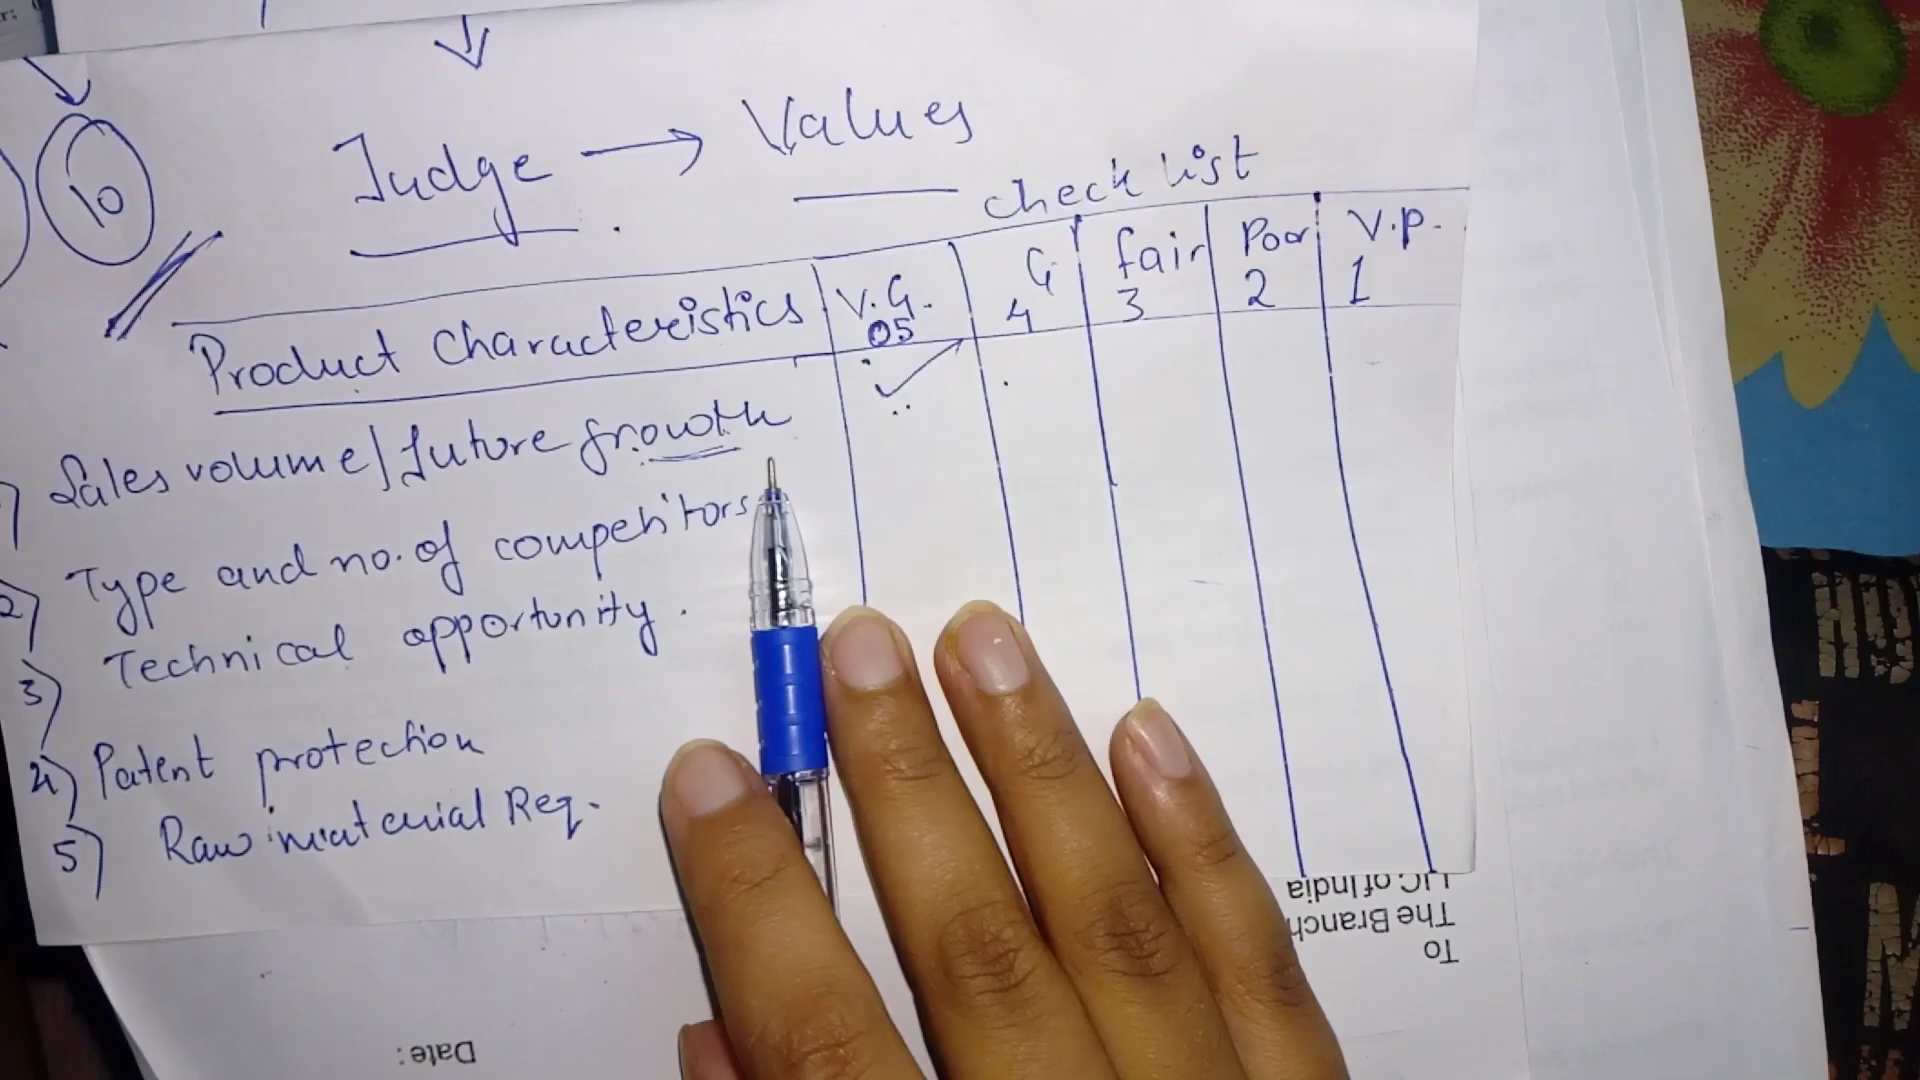 10
Judge → Values
check list
Product Characteristics V.G. 05 G 4 fair 3 Poor 2 V.P. 1
1) Sales volume/future growth
2) Type and no. of competitors
3) Technical opportunity.
4) Patent protection
5) Raw material Req.
To
The Branch
LIC of India
Date: